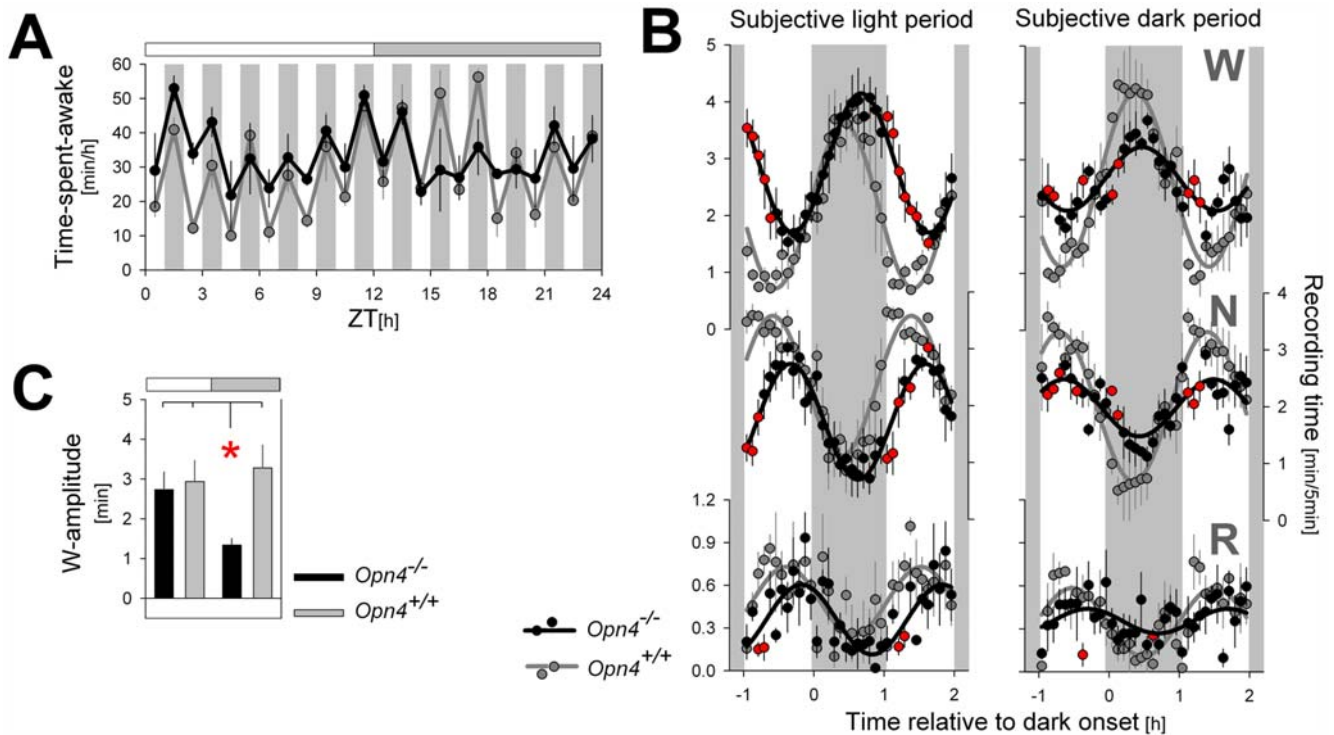 A
Time-spent-awake
[min/h]
60
50
40
30
20
10
0
0 3 6 9 12 15 18 21 24
ZT[h]
B
Subjective light period
Subjective dark period
W
N
R
5
4
3
2
1
0
4
3
2
1
0
Recording time [min/5min]
1.2
0.9
0.6
0.3
0.0
-1 0 1 2
-1 0 1 2
Time relative to dark onset [h]
C
W-amplitude
[min]
5
4
3
2
1
0
*
Opn4-/-
Opn4+/+
Opn4-/-
Opn4+/+